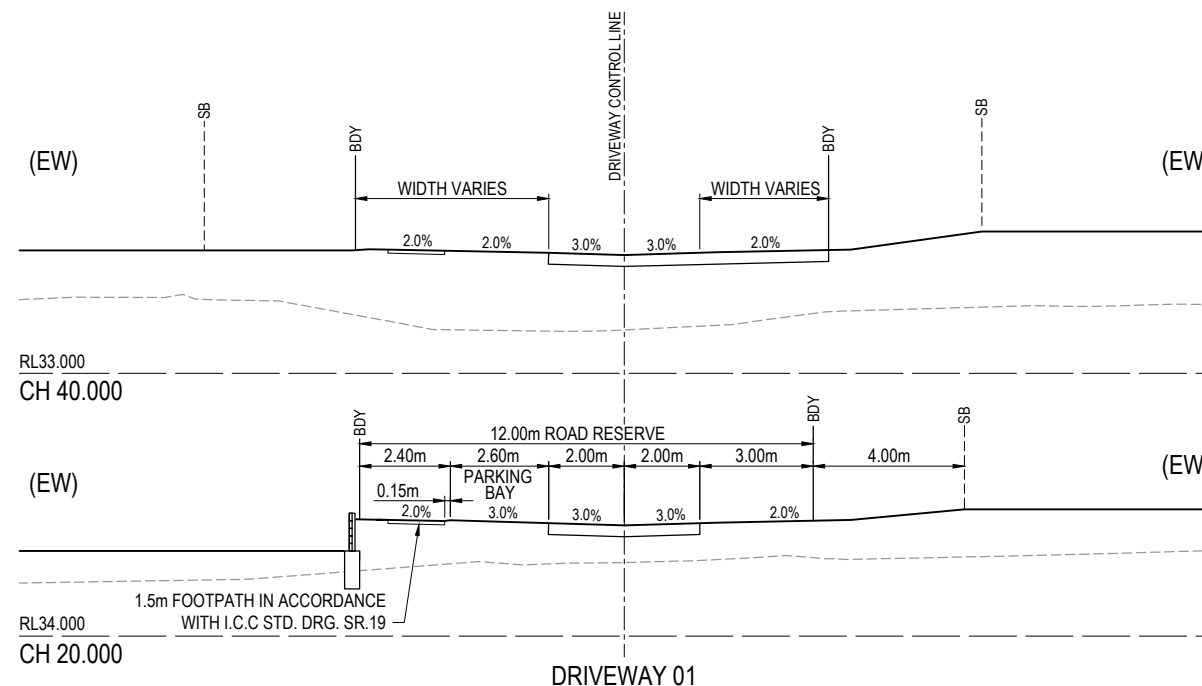 DRIVEWAY CONTROL LINE
SB
SB
BDY
BDY
(EW)
(EW
WIDTH VARIES
WIDTH VARIES
2.0% 2.0% 3.0% 3.0% 2.0%
RL33.000
CH 40.000
BDY
BDY
SB
12.00m ROAD RESERVE
2.40m 2.60m 2.00m 2.00m 3.00m 4.00m
(EW)
(EW
PARKING
BAY
0.15m
2.0% 3.0% 3.0% 3.0% 2.0%
1.5m FOOTPATH IN ACCORDANCE
WITH I.C.C STD. DRG. SR.19
RL34.000
CH 20.000
DRIVEWAY 01